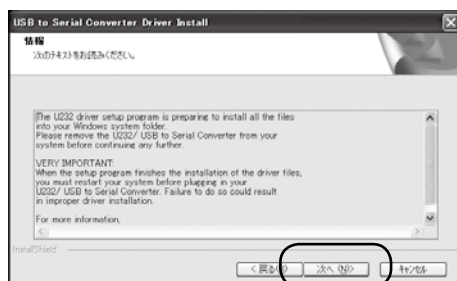 USB to Serial Converter Driver Install
情報
次のテキストをお読みください。
The U232 driver setup program is preparing to install all the files
into your Windows system folder.
Please remove the U232/ USB to Serial Converter from your
system before continuing any further.
VERY IMPORTANT:
When the setup program finishes the installation of the driver files,
you must restart your system before plugging in your
U232/ USB to Serial Converter. Failure to do so could result
in improper driver installation.
For more information,
InstallShield
< 戻る(B) 次へ (N)> キャンセル